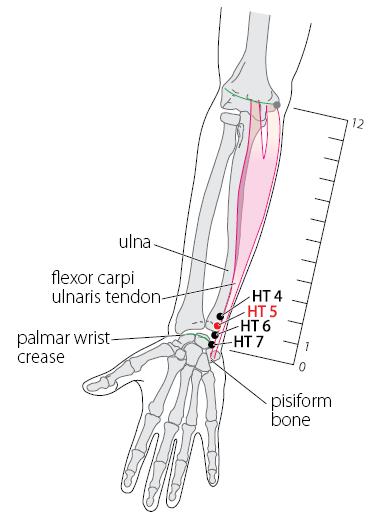 12
ulna
flexor carpi
ulnaris tendon
HT 4
HT 5
HT 6
HT 7
palmar wrist
crease
1
0
pisiform
bone